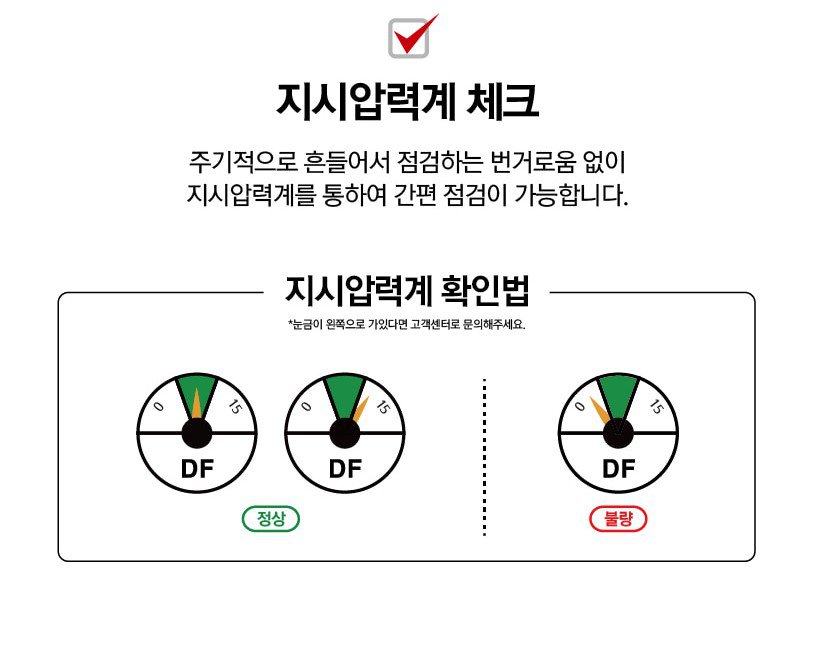 지시압력계 체크
주기적으로 흔들어서 점검하는 번거로움 없이
지시압력계를 통하여 간편 점검이 가능합니다.
지시압력계 확인법
*눈금이 왼쪽으로 가있다면 고객센터로 문의해주세요.
0 15 0 15 0 15
DF DF DF
정상 불량